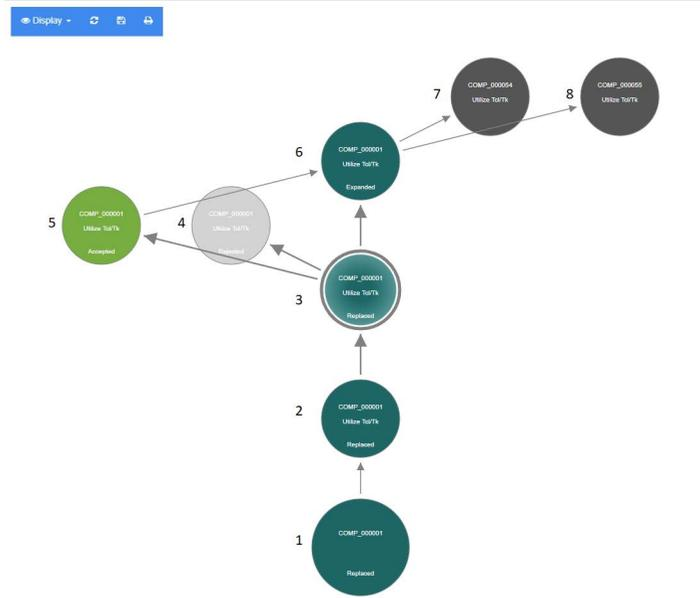 Display
7
COMP_000054
Utilize Tcl/Tk
8
COMP_000055
Utilize Tcl/Tk
6
COMP_000001
Utilize Tcl/Tk
Expanded
5
COMP_000001
Utilize Tcl/Tk
Accepted
4
COMP_000001
Utilize Tcl/Tk
Rejected
3
COMP_000001
Utilize Tcl/Tk
Replaced
2
COMP_000001
Utilize Tcl/Tk
Replaced
1
COMP_000001
Replaced